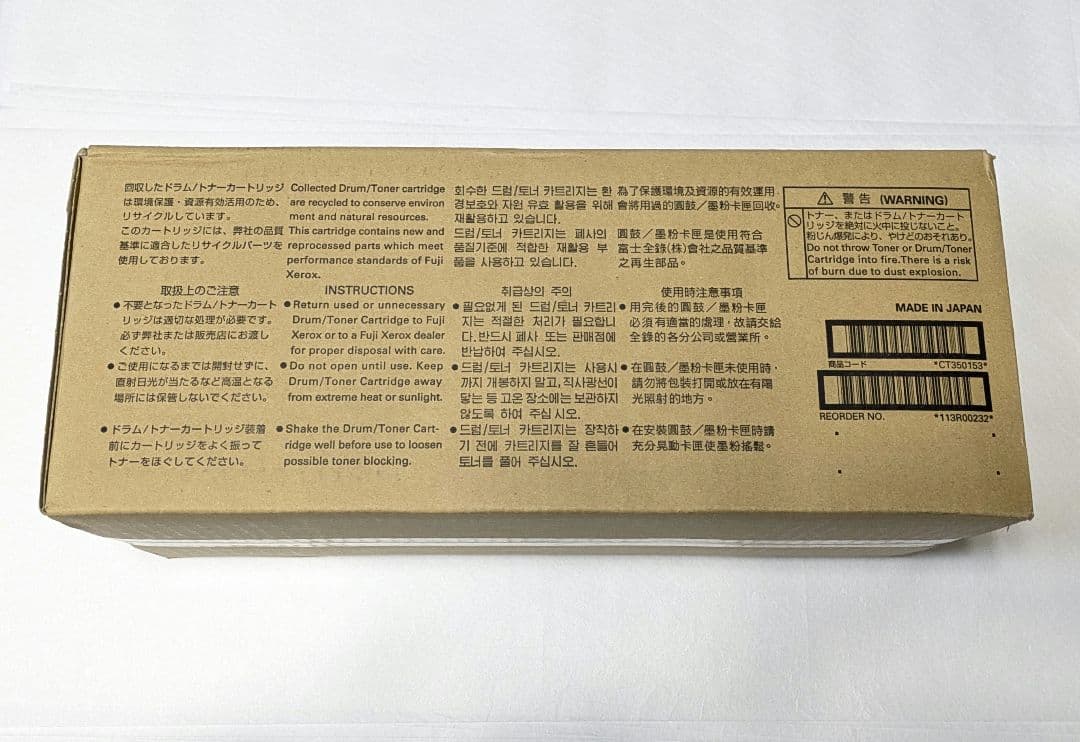 回収したドラム/トナーカートリッジ
は環境保護・資源有効活用のため、
リサイクルしています。
このカートリッジには、弊社の品質
基準に適合したリサイクルパーツを
使用しております。
Collected Drum/Toner cartridge
are recycled to conserve environ
ment and natural resources.
This cartridge contains new and
reprocessed parts which meet
performance standards of Fuji
Xerox.
회수한 드럼/토너 카트리지는 환
경보호와 자원 유효 활용을 위해
재활용하고 있습니다.
드럼/토너 카트리지는 폐사의
품질기준에 적합한 재활용 부
품을 사용하고 있습니다.
為了保護環境及資源的有效運用，
會將用過的圓鼓／墨粉卡匣回收。
圓鼓／墨粉卡匣是使用符合
富士全錄(株)會社之品質基準
之再生部品。
取扱上のご注意
● 不要となったドラム/トナーカート
リッジは適切な処理が必要です。
必ず弊社または販売店にお渡し
ください。
● ご使用になるまでは開封せずに、
直射日光が当たるなど高温となる
場所には保管しないでください。
● ドラム/トナーカートリッジ装着
前にカートリッジをよく振って
トナーをほぐしてください。
INSTRUCTIONS
● Return used or unnecessary
Drum/Toner Cartridge to Fuji
Xerox or to a Fuji Xerox dealer
for proper disposal with care.
● Do not open until use. Keep
Drum/Toner Cartridge away
from extreme heat or sunlight.
● Shake the Drum/Toner Cart-
ridge well before use to loosen
possible toner blocking.
취급상의 주의
● 필요없게 된 드럼/토너 카트리
지는 적절한 처리가 필요합니
다. 반드시 폐사 또는 판매점에
반납하여 주십시오.
● 드럼/토너 카트리지는 사용시
까지 개봉하지 말고, 직사광선이
닿는 등 고온 장소에는 보관하지
않도록 하여 주십시오.
● 드럼/토너 카트리지는 장착하
기 전에 카트리지를 잘 흔들어
토너를 풀어 주십시오.
使用時注意事項
● 用完後的圓鼓／墨粉卡匣
必須有適當的處理，故請交給
全錄的各分公司或營業所。
● 在圓鼓／墨粉卡匣未使用時，
請勿將包裝打開或放在有陽
光照射的地方。
● 在安裝圓鼓／墨粉卡匣時請
充分晃動卡匣使墨粉搖鬆。
警告 (WARNING)
トナー、またはドラム/トナーカート
リッジを絶対に火中に投じないこと。
粉じん爆発により、やけどのおそれあり。
Do not throw Toner or Drum/Toner
Cartridge into fire.There is a risk
of burn due to dust explosion.
MADE IN JAPAN
商品コード *CT350153*
REORDER NO. *113R00232*